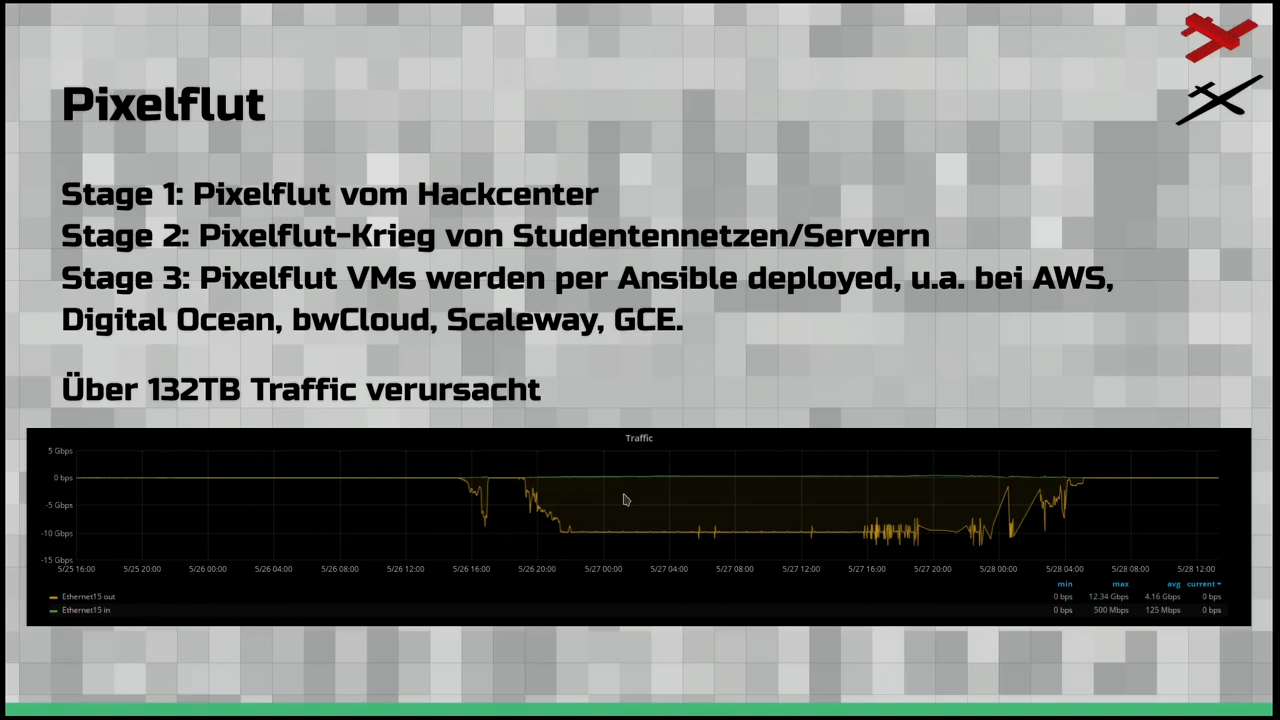 Pixelflut
Stage 1: Pixelflut vom Hackcenter
Stage 2: Pixelflut-Krieg von Studentennetzen/Servern
Stage 3: Pixelflut VMs werden per Ansible deployed, u.a. bei AWS,
Digital Ocean, bwCloud, Scaleway, GCE.
Über 132TB Traffic verursacht
Traffic
5 Gbps
0 bps
-5 Gbps
-10 Gbps
-15 Gbps
5/25 16:00 5/25 20:00 5/26 00:00 5/26 04:00 5/26 08:00 5/26 12:00 5/26 16:00 5/26 20:00 5/27 00:00 5/27 04:00 5/27 08:00 5/27 12:00 5/27 16:00 5/27 20:00 5/28 00:00 5/28 04:00 5/28 08:00 5/28 12:00
min max avg current
Ethernet15 out 0 bps 12.34 Gbps 4.16 Gbps 0 bps
Ethernet15 in 0 bps 500 Mbps 125 Mbps 0 bps